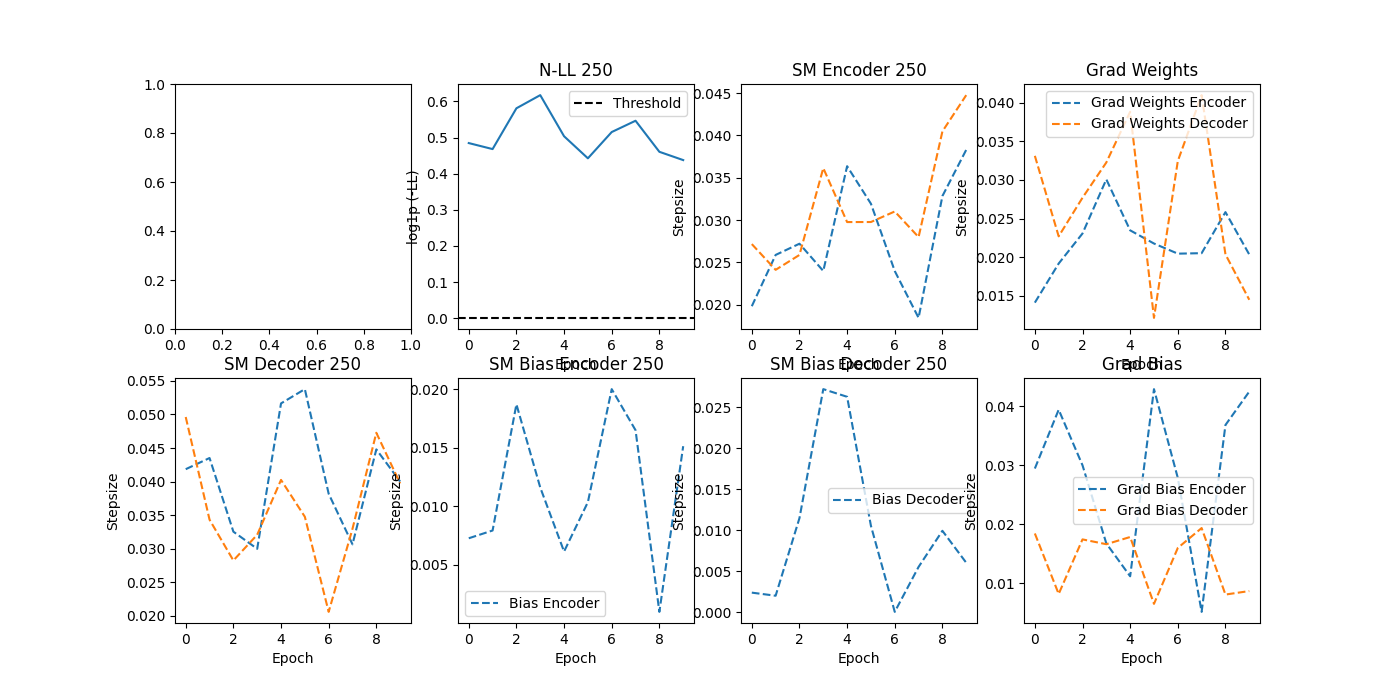 1.0
0.8
0.6
0.4
0.2
0.0
0.0 0.2 0.4 0.6 0.8 1.0
N-LL 250
Threshold
log1p (-LL)
0.6
0.5
0.4
0.3
0.2
0.1
0.0
0 2 4 6 8
Epoch
SM Encoder 250
Stepsize
0.045
0.040
0.035
0.030
0.025
0.020
0 2 4 6 8
Epoch
Grad Weights
Grad Weights Encoder
Grad Weights Decoder
Stepsize
0.040
0.035
0.030
0.025
0.020
0.015
0 2 4 6 8
Epoch
SM Decoder 250
Stepsize
0.055
0.050
0.045
0.040
0.035
0.030
0.025
0.020
0 2 4 6 8
Epoch
SM Bias Encoder 250
Stepsize
0.020
0.015
0.010
0.005
Bias Encoder
0 2 4 6 8
Epoch
SM Bias Decoder 250
Stepsize
0.025
0.020
0.015
0.010
0.005
0.000
Bias Decoder
0 2 4 6 8
Epoch
Grad Bias
Stepsize
0.04
0.03
0.02
0.01
Grad Bias Encoder
Grad Bias Decoder
0 2 4 6 8
Epoch